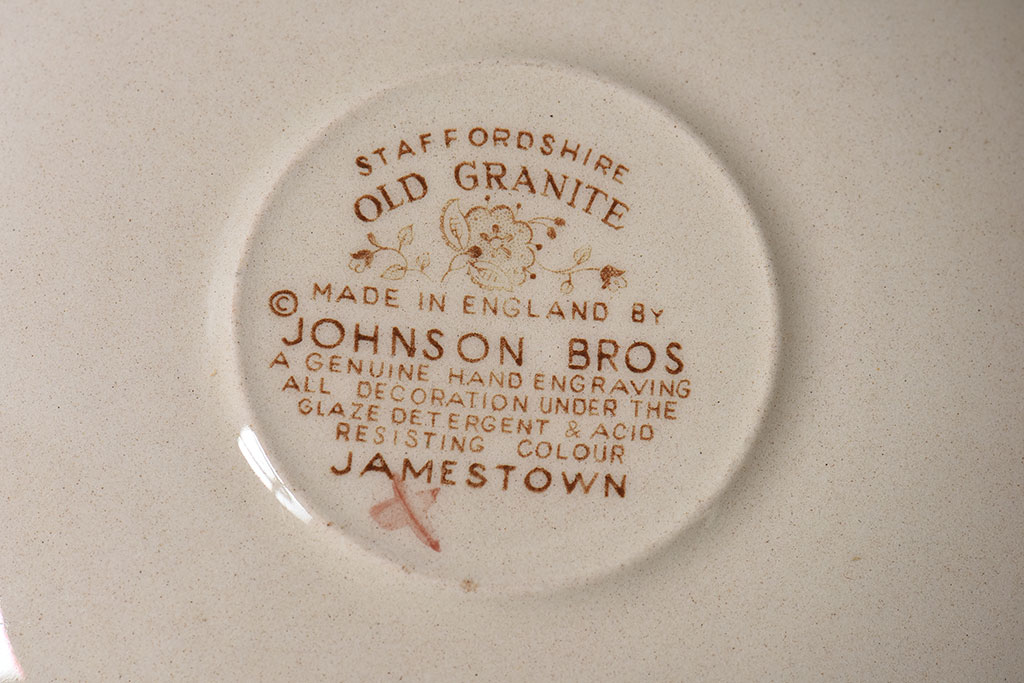 STAFFORDSHIRE
OLD GRANITE
© MADE IN ENGLAND BY
JOHNSON BROS
A GENUINE HAND ENGRAVING
ALL DECORATION UNDER THE
GLAZE DETERGENT & ACID
RESISTING COLOUR
JAMESTOWN